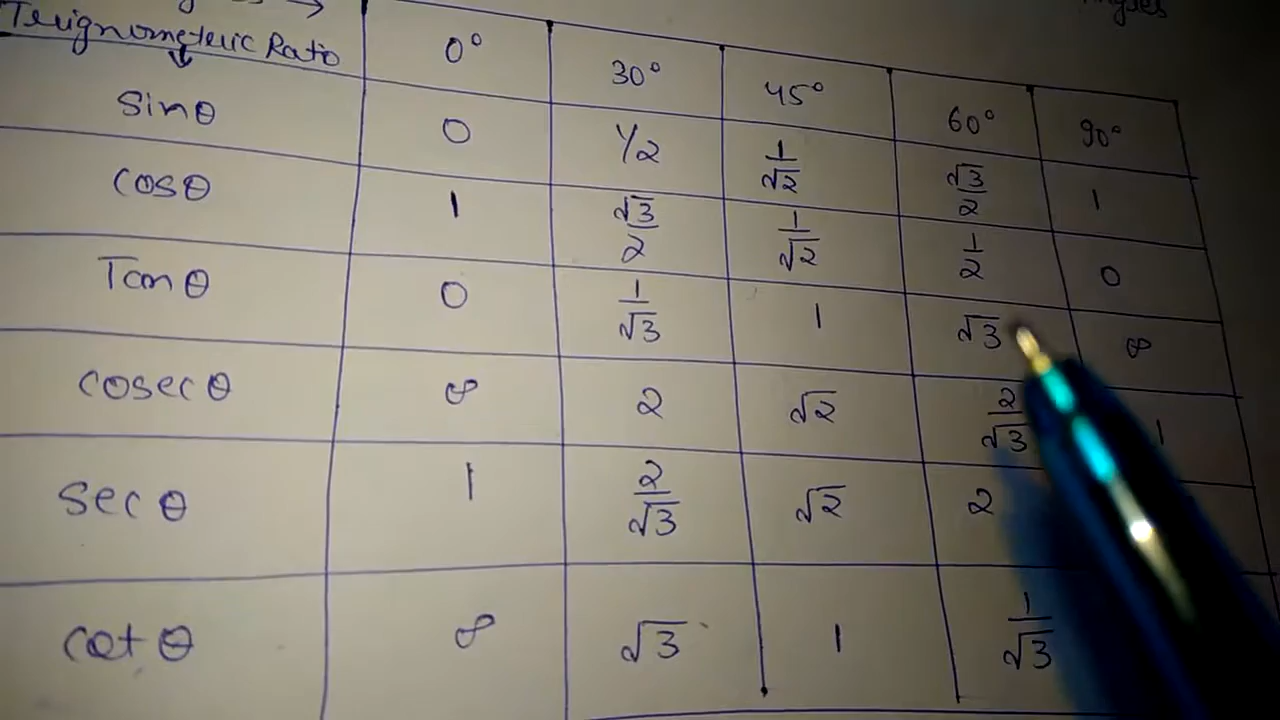 Terignometeric Ratio 0° 30° 45° 60° 90°
sinθ 0 1/2 1/√2 √3/2 1
cosθ 1 √3/2 1/√2 1/2 0
Tanθ 0 1/√3 1 √3 ∞
cosecθ ∞ 2 √2 2/√3 1
secθ 1 2/√3 √2 2
cotθ ∞ √3 1 1/√3